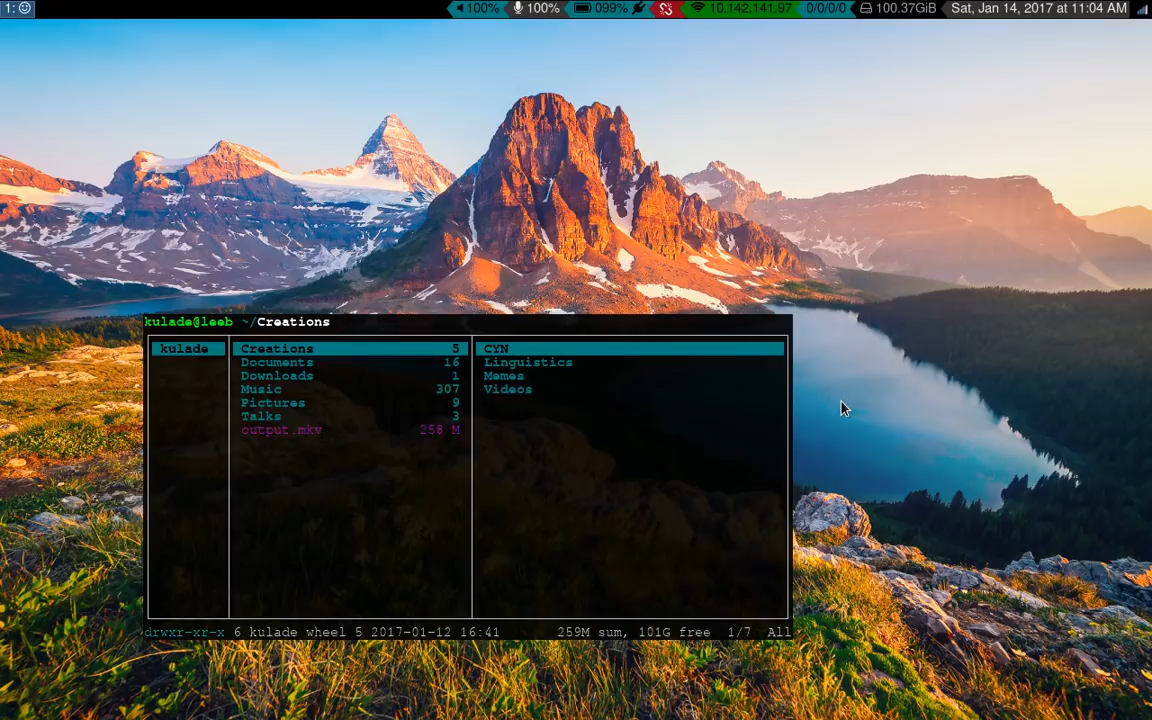 1: ☺ 100% 100% 099% 10.142.141.97 0/0/0/0 100.37GiB Sat, Jan 14, 2017 at 11:04 AM
kulade@leeb ~/Creations
kulade Creations 5 CYN
Documents 16 Linguistics
Downloads 1 Memes
Music 307 Videos
Pictures 9
Talks 3
output.mkv 258 M
drwxr-xr-x 6 kulade wheel 5 2017-01-12 16:41 259M sum, 101G free 1/7 All